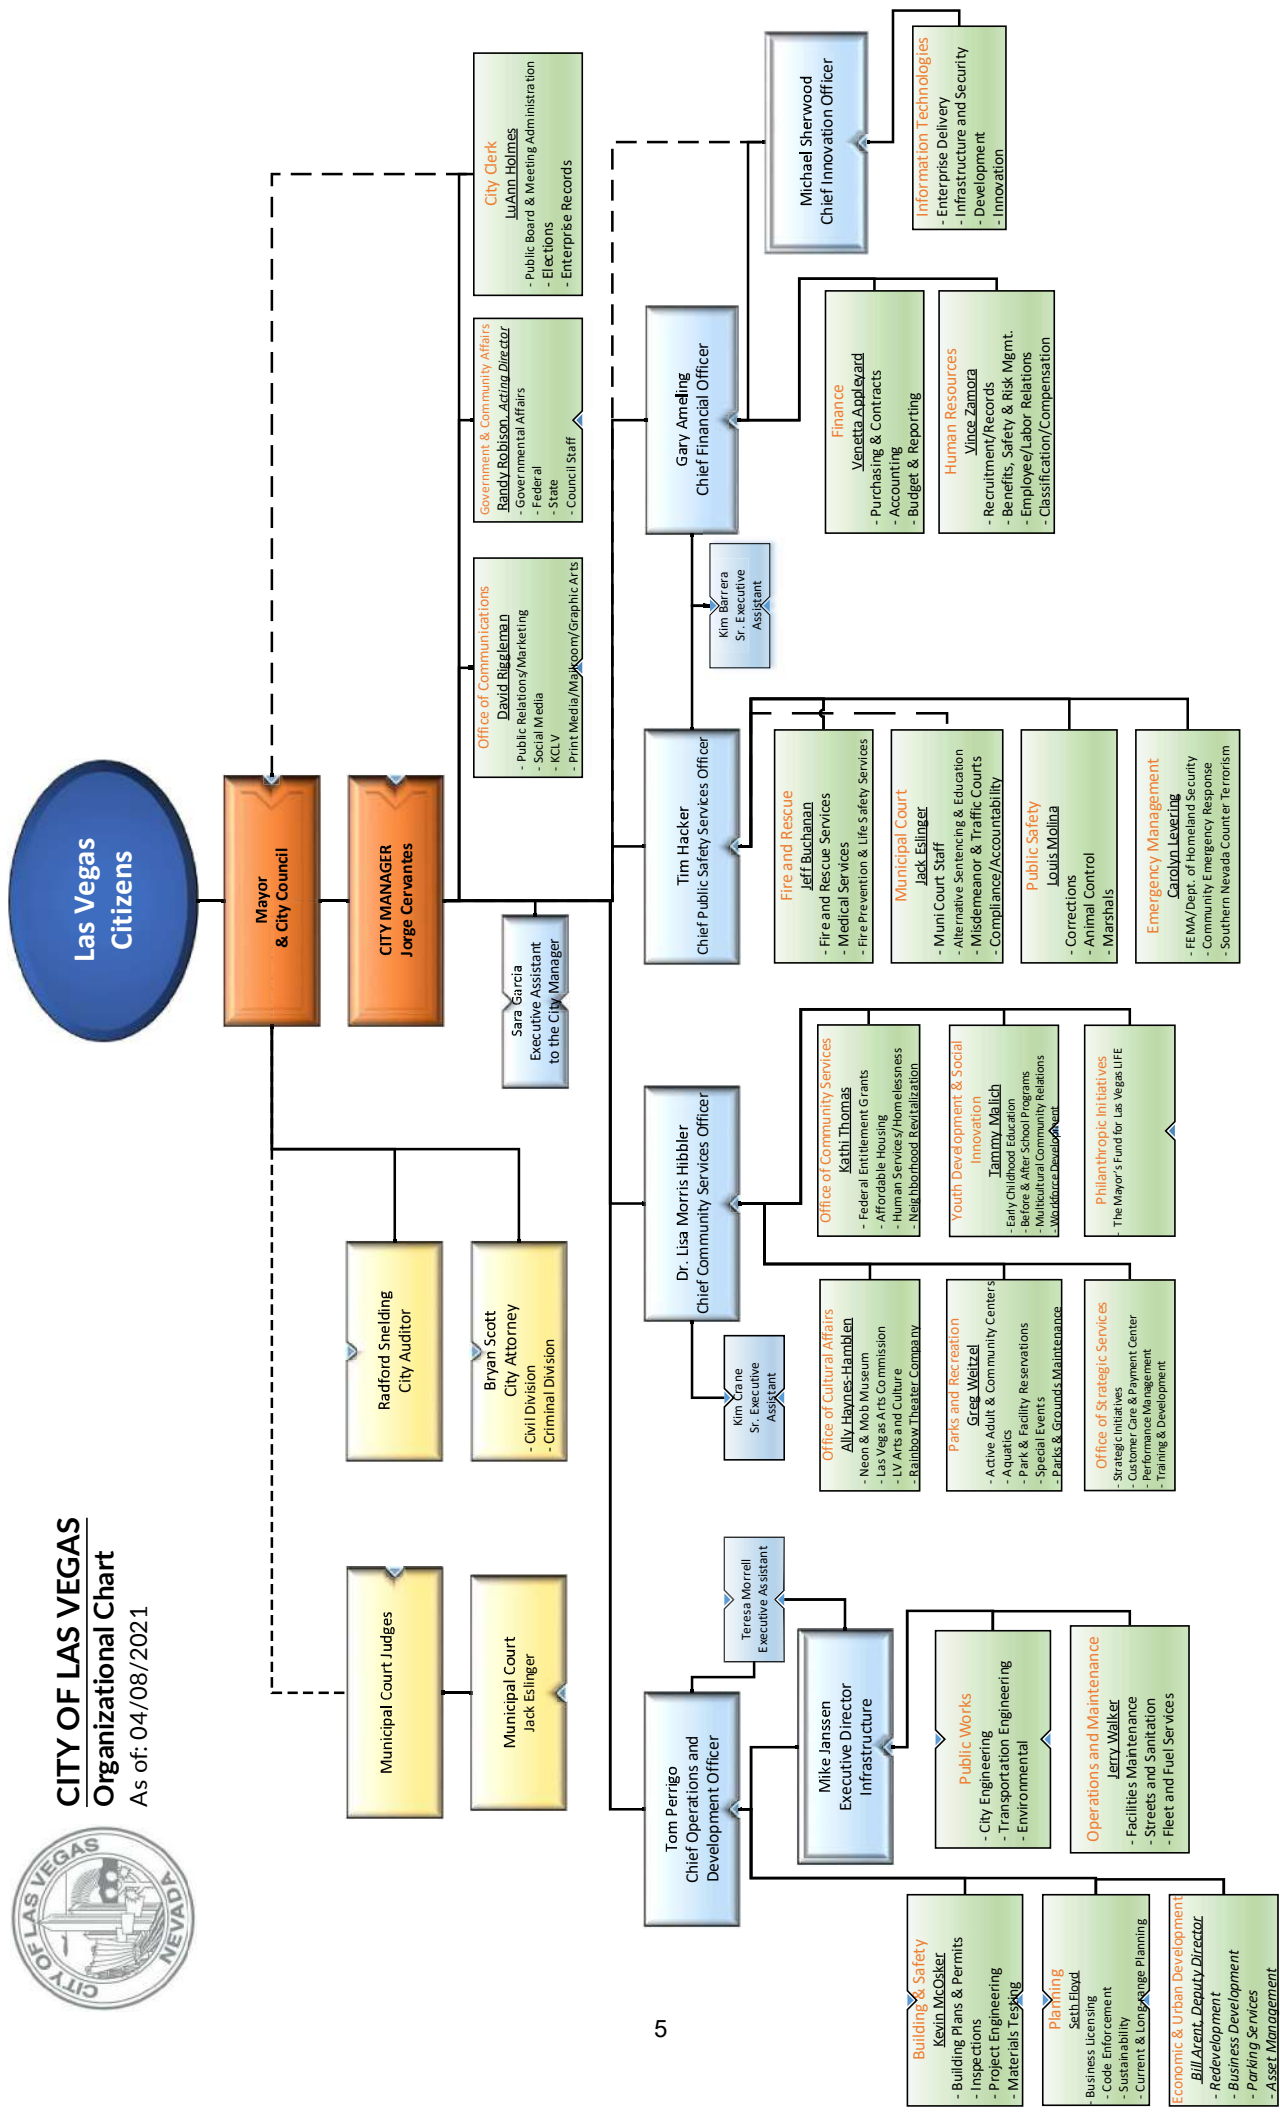 CITY OF LAS VEGAS
NEVADA
CITY OF LAS VEGAS
Organizational Chart
As of: 04/08/2021
Las Vegas
Citizens
Mayor
& City Council
CITY MANAGER
Jorge Cervantes
Municipal Court Judges
Municipal Court
Jack Eslinger
Radford Snelding
City Auditor
Bryan Scott
City Attorney
- Civil Division
- Criminal Division
Sara Garcia
Executive Assistant
to the City Manager
Office of Communications
David Riggleman
- Public Relations/Marketing
- Social Media
- KCLV
- Print Media/Mailroom/Graphic Arts
Government & Community Affairs
Randy Robison, Acting Director
- Governmental Affairs
- Federal
- State
- Council Staff
City Clerk
LuAnn Holmes
- Public Board & Meeting Administration
- Elections
- Enterprise Records
Tom Perrigo
Chief Operations and
Development Officer
Teresa Morrell
Executive Assistant
Mike Janssen
Executive Director
Infrastructure
Building & Safety
Kevin McOsker
- Building Plans & Permits
- Inspections
- Project Engineering
- Materials Testing
Planning
Seth Floyd
- Business Licensing
- Code Enforcement
- Sustainability
- Current & Long-range Planning
Economic & Urban Development
Bill Arent, Deputy Director
- Redevelopment
- Business Development
- Parking Services
- Asset Management
Public Works
- City Engineering
- Transportation Engineering
- Environmental
Operations and Maintenance
Jerry Walker
- Facilities Maintenance
- Streets and Sanitation
- Fleet and Fuel Services
Dr. Lisa Morris Hibbler
Chief Community Services Officer
Kim Crane
Sr. Executive
Assistant
Office of Cultural Affairs
Ally Haynes-Hamblen
- Neon & Mob Museum
- Las Vegas Arts Commission
- LV Arts and Culture
- Rainbow Theater Company
Parks and Recreation
Greg Weitzel
- Active Adult & Community Centers
- Aquatics
- Park & Facility Reservations
- Special Events
- Parks & Grounds Maintenance
Office of Strategic Services
- Strategic Initiatives
- Customer Care & Payment Center
- Performance Management
- Training & Development
Office of Community Services
Kathi Thomas
- Federal Entitlement Grants
- Affordable Housing
- Human Services/Homelessness
- Neighborhood Revitalization
Youth Development & Social
Innovation
Tammy Malich
- Early Childhood Education
- Before & After School Programs
- Multicultural Community Relations
- Workforce Development
Philanthropic Initiatives
- The Mayor's Fund for Las Vegas LIFE
Tim Hacker
Chief Public Safety Services Officer
Kim Barrera
Sr. Executive
Assistant
Fire and Rescue
Jeff Buchanan
- Fire and Rescue Services
- Medical Services
- Fire Prevention & Life Safety Services
Municipal Court
Jack Eslinger
- Muni Court Staff
- Alternative Sentencing & Education
- Misdemeanor & Traffic Courts
- Compliance/Accountability
Public Safety
Louis Molina
- Corrections
- Animal Control
- Marshals
Emergency Management
Carolyn Levering
- FEMA/Dept. of Homeland Security
- Community Emergency Response
- Southern Nevada Counter Terrorism
Gary Ameling
Chief Financial Officer
Finance
Venetta Appleyard
- Purchasing & Contracts
- Accounting
- Budget & Reporting
Human Resources
Vince Zamora
- Recruitment/Records
- Benefits, Safety & Risk Mgmt.
- Employee/Labor Relations
- Classification/Compensation
Michael Sherwood
Chief Innovation Officer
Information Technologies
- Enterprise Delivery
- Infrastructure and Security
- Development
- Innovation
5